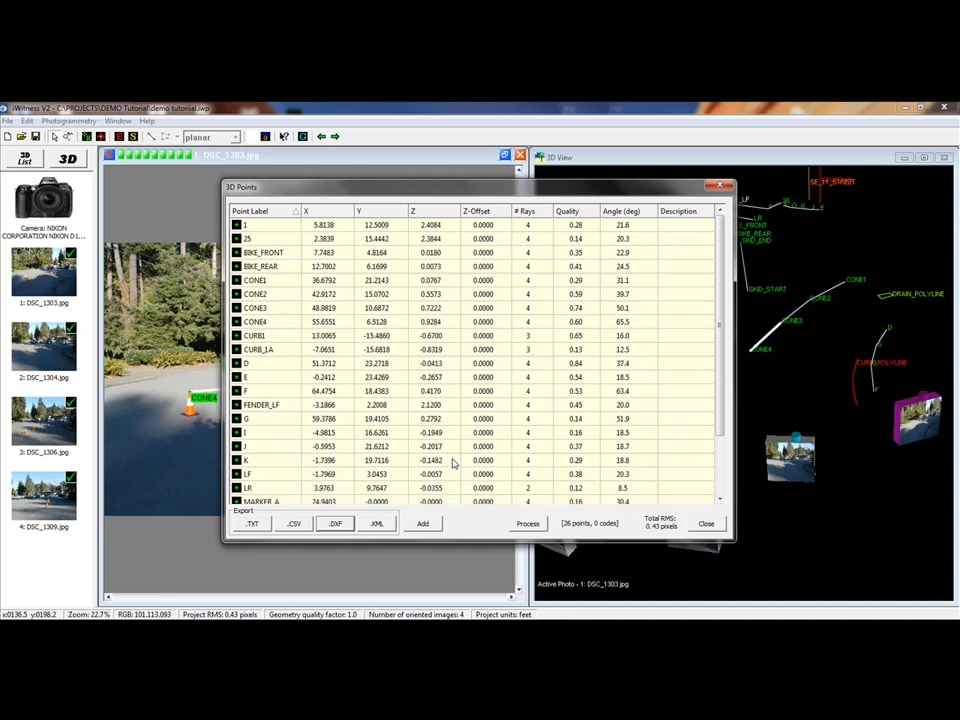 iWitness V2 - C:\PROJECTS\DEMO Tutorial\demo tutorial.iwp
File Edit Photogrammetry Window Help
planar
3D List 3D
1: DSC_1303.jpg
3D View
Camera: NIKON
CORPORATION NIKON D1...
1: DSC_1303.jpg
2: DSC_1304.jpg
3: DSC_1306.jpg
4: DSC_1309.jpg
CONE4
3D Points
Point Label X Y Z Z-Offset # Rays Quality Angle (deg) Description
1 5.8138 12.5009 2.4084 0.0000 4 0.28 21.6
25 2.3839 15.4442 2.3844 0.0000 4 0.14 20.3
BIKE_FRONT 7.7483 4.8164 0.0180 0.0000 4 0.35 22.9
BIKE_REAR 12.7002 6.1699 0.0073 0.0000 4 0.41 24.5
CONE1 36.6792 21.2143 0.0767 0.0000 4 0.29 31.1
CONE2 42.9172 15.0702 0.5573 0.0000 4 0.59 39.7
CONE3 48.9819 10.6872 0.7222 0.0000 4 0.74 50.1
CONE4 55.6551 6.5128 0.9284 0.0000 4 0.60 65.5
CURB1 13.0065 -15.4860 -0.6700 0.0000 3 0.65 16.0
CURB_1A -7.0651 -15.6818 -0.8319 0.0000 3 0.13 12.5
D 51.3712 23.2718 -0.0413 0.0000 4 0.84 37.4
E -0.2412 23.4269 -0.2657 0.0000 4 0.54 18.5
F 64.4754 18.4383 0.4170 0.0000 4 0.53 63.4
FENDER_LF -3.1866 2.2008 2.1200 0.0000 4 0.45 20.0
G 59.3786 19.4105 0.2792 0.0000 4 0.14 51.9
I -4.9815 16.6261 -0.1949 0.0000 4 0.16 18.5
J -0.5953 21.6212 -0.2017 0.0000 4 0.37 18.7
K -1.7396 19.7116 -0.1482 0.0000 4 0.29 18.8
LF -1.7969 3.0453 -0.0057 0.0000 4 0.38 20.3
LR 3.9763 9.7647 -0.0355 0.0000 2 0.12 8.5
MARKER_A 24.9403 -0.0000 -0.0000 0.0000 4 0.16 30.4
Export
.TXT .CSV .DXF .KML Add Process [26 points, 0 codes] Total RMS: 0.43 pixels Close
SE_11_STREET
LF
LR
E_FRONT
BIKE_REAR
SKID_END
SKID_START
CONE1
CONE2
CONE3
CONE4
DRAIN_POLYLINE
D
CURB_POLYLINE
F
Active Photo - 1: DSC_1303.jpg
x:0136.5 y:0198.2 Zoom: 22.7% RGB: 101.113.093 Project RMS: 0.43 pixels Geometry quality factor: 1.0 Number of oriented images: 4 Project units: feet